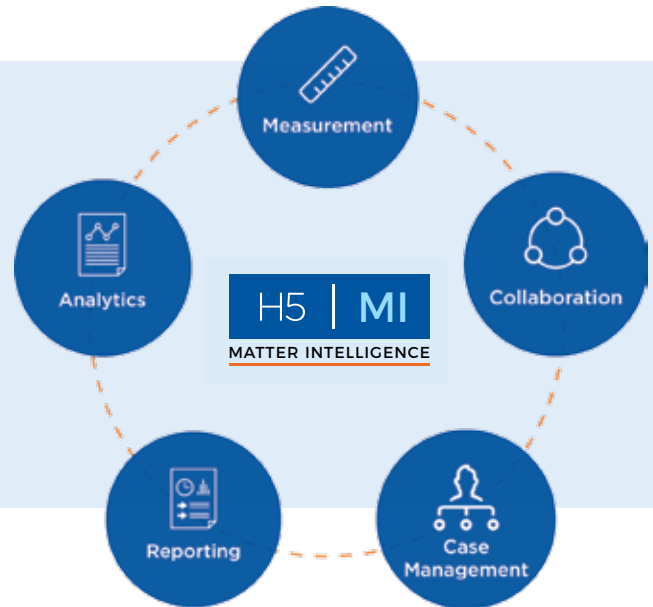 Measurement
Analytics
Collaboration
H5 | MI
MATTER INTELLIGENCE
Reporting
Case
Management